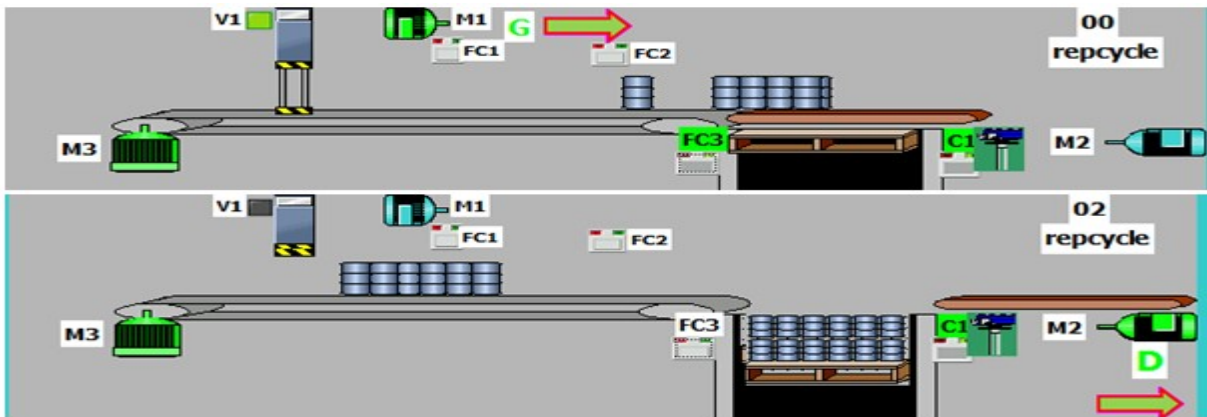 V1
M1
G
00
repcycle
FC1
FC2
M3
FC3
C1
M2
V1
M1
02
repcycle
FC1
FC2
M3
FC3
C1
M2
D